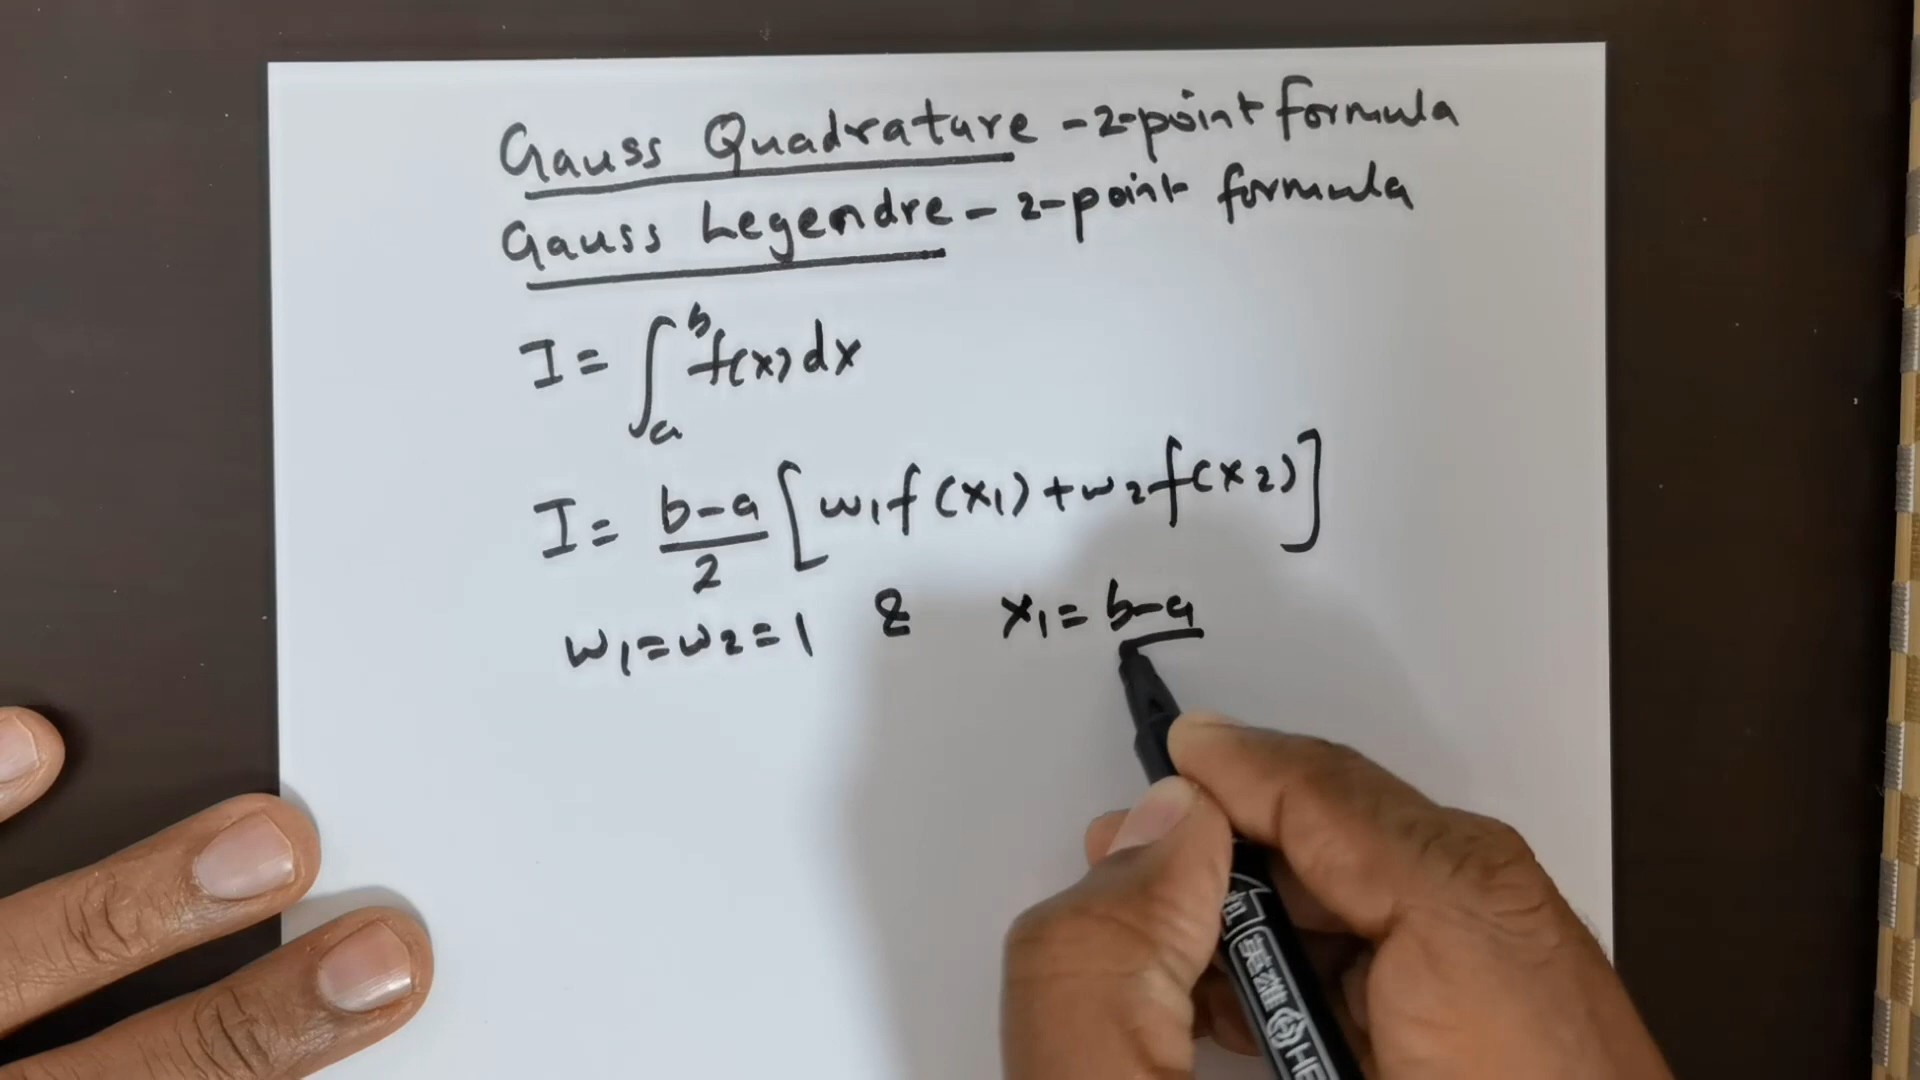 Gauss Quadrature - 2-point formula
Gauss Legendre - 2-point formula
I = ∫_a^b f(x) dx
I = b-a/2 [w1 f(x1) + w2 f(x2)]
w1 = w2 = 1 & x1 = b-a